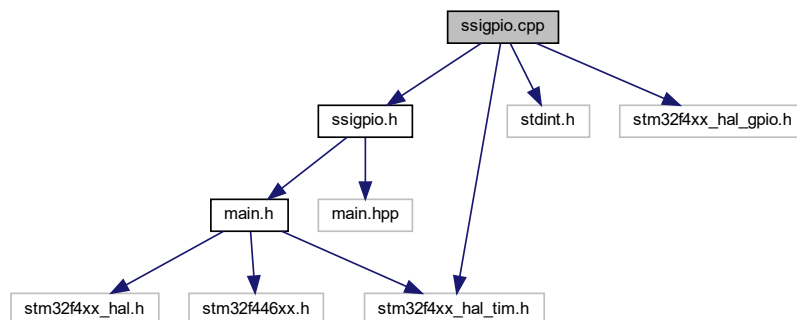 ssigpio.cpp
ssigpio.h
stdint.h
stm32f4xx_hal_gpio.h
main.h
main.hpp
stm32f4xx_hal.h
stm32f446xx.h
stm32f4xx_hal_tim.h